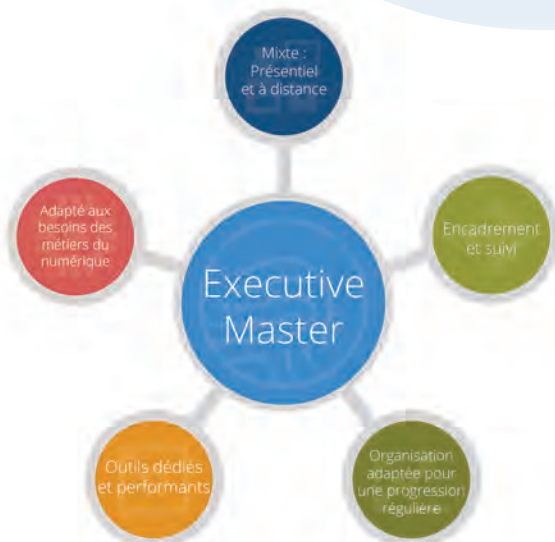 Mixte :
Présentiel
et à distance
Adapté aux
besoins des
métiers du
numérique
Encadrement
et suivi
Executive
Master
Outils dédiés
et performants
Organisation
adaptée pour
une progression
régulière